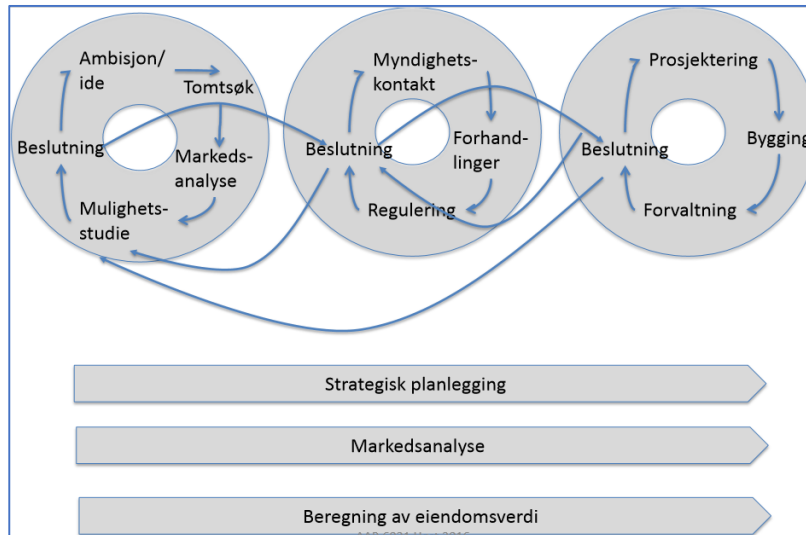 Ambisjon/
ide
Tomtsøk
Beslutning
Markeds-
analyse
Mulighets-
studie
Myndighets-
kontakt
Beslutning
Forhand-
linger
Regulering
Prosjektering
Beslutning
Bygging
Forvaltning
Strategisk planlegging
Markedsanalyse
Beregning av eiendomsverdi